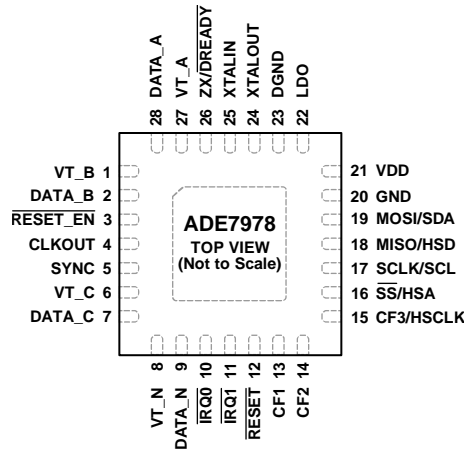 28 DATA_A
27 VT_A
26 ZX/DREADY
25 XTALIN
24 XTALOUT
23 DGND
22 LDO
VT_B 1
DATA_B 2
RESET_EN 3
CLKOUT 4
SYNC 5
VT_C 6
DATA_C 7
ADE7978
TOP VIEW
(Not to Scale)
21 VDD
20 GND
19 MOSI/SDA
18 MISO/HSD
17 SCLK/SCL
16 SS/HSA
15 CF3/HSCLK
VT_N 8
DATA_N 9
IRQ0 10
IRQ1 11
RESET 12
CF1 13
CF2 14